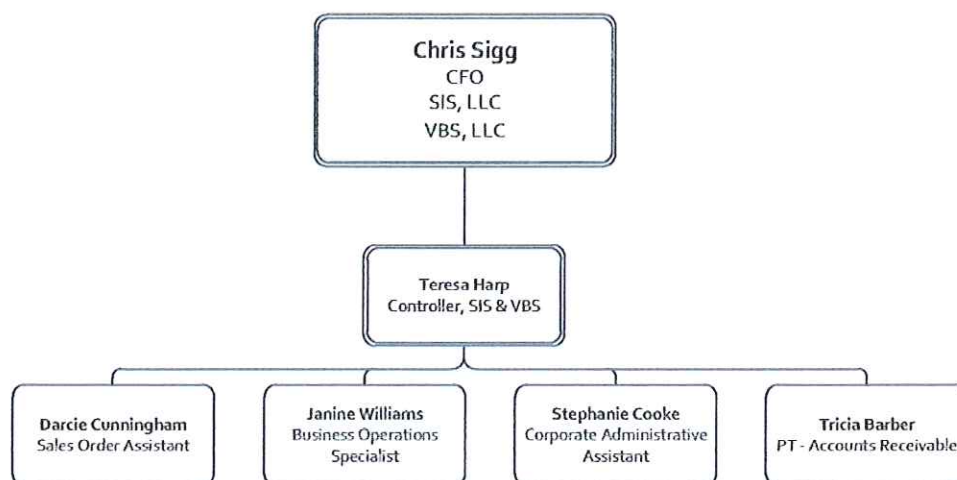 Chris Sigg
CFO
SIS, LLC
VBS, LLC
Teresa Harp
Controller, SIS & VBS
Darcie Cunningham
Sales Order Assistant
Janine Williams
Business Operations
Specialist
Stephanie Cooke
Corporate Administrative
Assistant
Tricia Barber
PT - Accounts Receivable